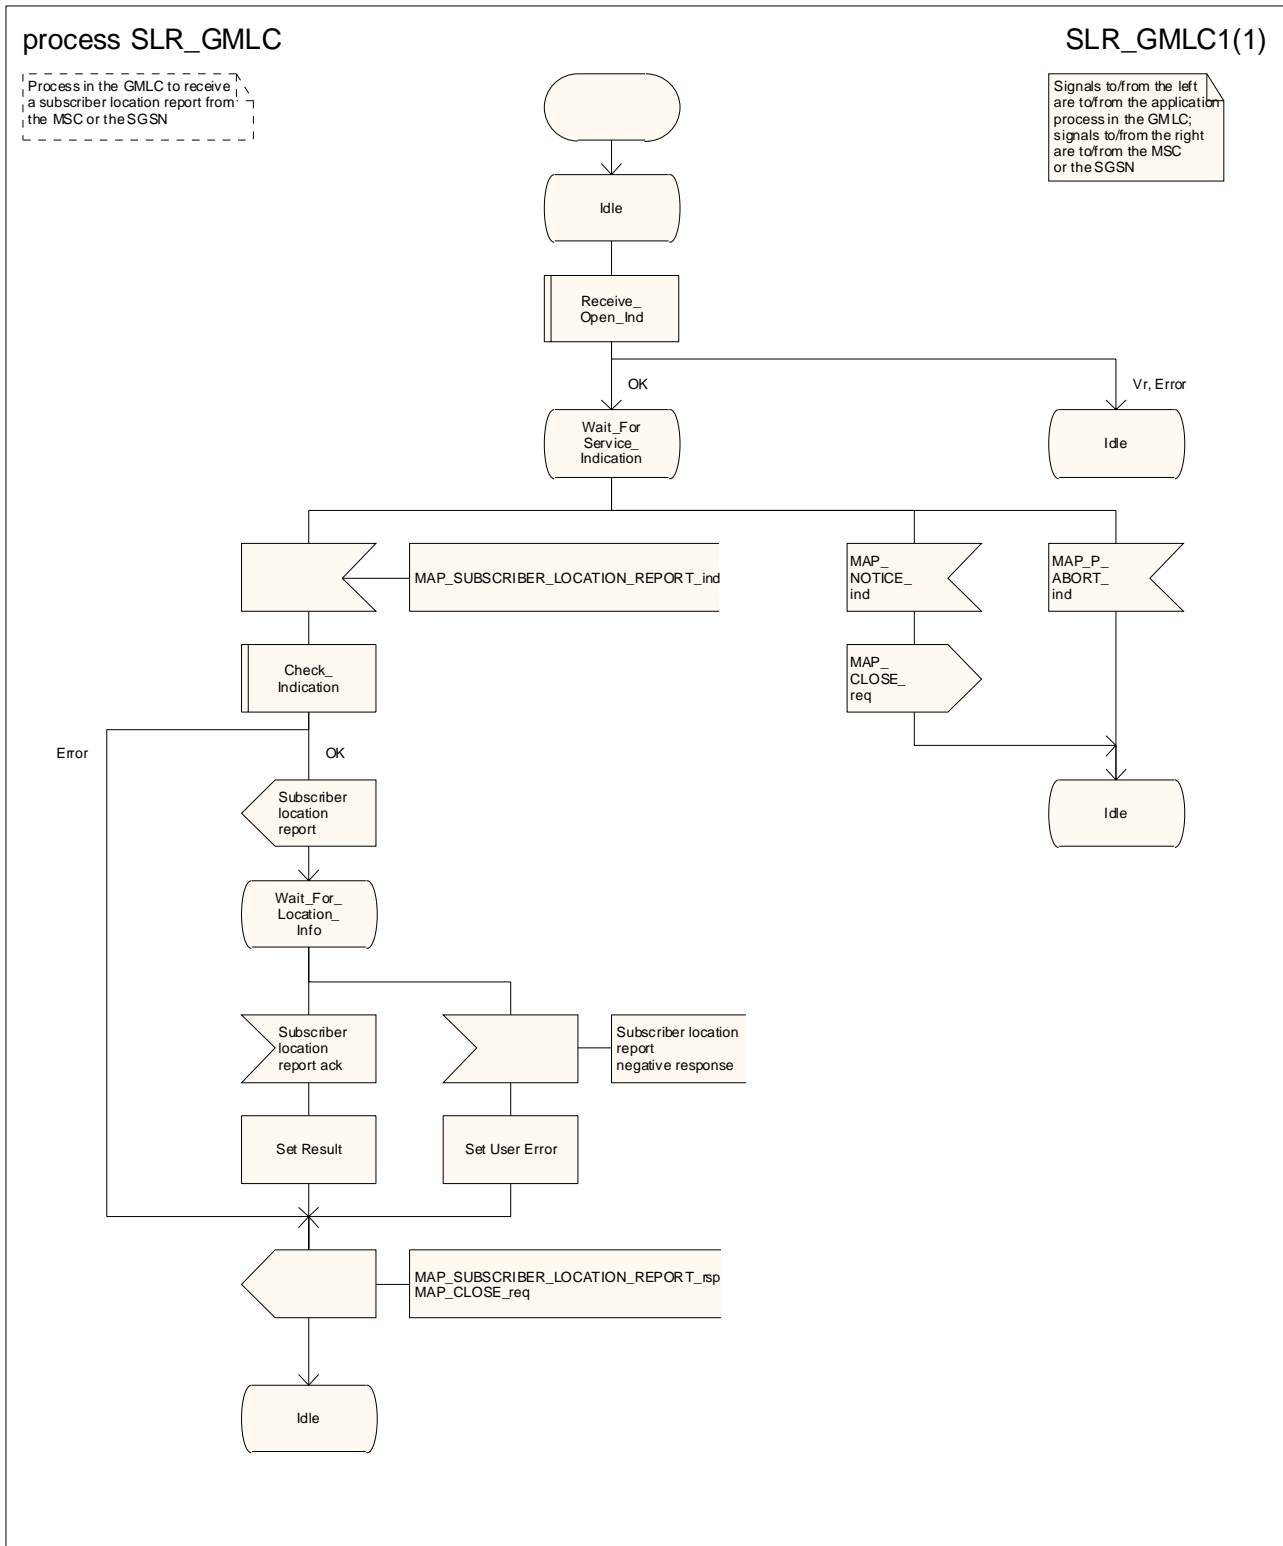 process SLR_GMLC
SLR_GMLC1(1)
Process in the GMLC to receive
a subscriber location report from
the MSC or the SGSN
Signals to/from the left
are to/from the application
process in the GMLC;
signals to/from the right
are to/from the MSC
or the SGSN
Idle
Receive_
Open_Ind
OK
Vr, Error
Wait_For
Service_
Indication
Idle
MAP_SUBSCRIBER_LOCATION_REPORT_ind
MAP_
NOTICE_
ind
MAP_P_
ABORT_
ind
Check_
Indication
MAP_
CLOSE_
req
Error
OK
Subscriber
location
report
Idle
Wait_For_
Location_
Info
Subscriber
location
report ack
Subscriber location
report
negative response
Set Result
Set User Error
MAP_SUBSCRIBER_LOCATION_REPORT_rsp
MAP_CLOSE_req
Idle